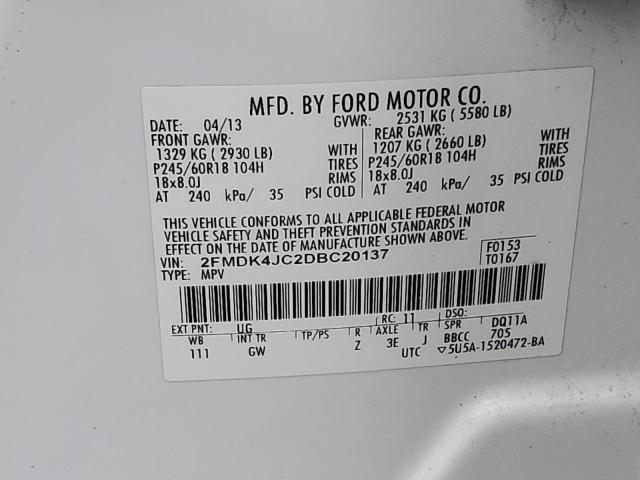 MFD. BY FORD MOTOR CO.
DATE: 04/13 GVWR: 2531 KG ( 5580 LB)
FRONT GAWR: REAR GAWR:
1329 KG ( 2930 LB) WITH 1207 KG ( 2660 LB) WITH
P245/60R18 104H TIRES P245/60R18 104H TIRES
18x8.0J RIMS 18x8.0J RIMS
AT 240 kPa/ 35 PSI COLD AT 240 kPa/ 35 PSI COLD
THIS VEHICLE CONFORMS TO ALL APPLICABLE FEDERAL MOTOR
VEHICLE SAFETY AND THEFT PREVENTION STANDARDS IN
EFFECT ON THE DATE OF MANUFACTURE SHOWN ABOVE.
VIN: 2FMDK4JC2DBC20137 F0153
TYPE: MPV T0167
EXT PNT: UG RC: 11 DSO:
WB INT TR TP/PS R AXLE TR SPR DQ11A
111 GW Z 3E J BBCC 705
UTC ▽5U5A-1520472-BA